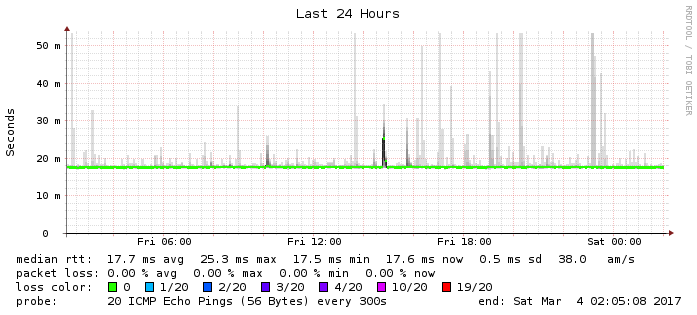 Last 24 Hours
RRDTOOL / TOBI OETIKER
Seconds
50 m
40 m
30 m
20 m
10 m
0
Fri 06:00 Fri 12:00 Fri 18:00 Sat 00:00
median rtt: 17.7 ms avg 25.3 ms max 17.5 ms min 17.6 ms now 0.5 ms sd 38.0 am/s
packet loss: 0.00 % avg 0.00 % max 0.00 % min 0.00 % now
loss color: 0 1/20 2/20 3/20 4/20 10/20 19/20
probe: 20 ICMP Echo Pings (56 Bytes) every 300s end: Sat Mar 4 02:05:08 2017